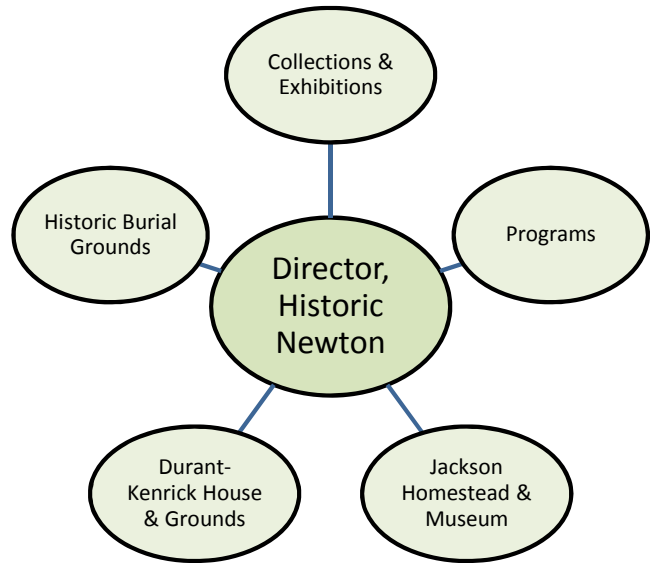 Collections &
Exhibitions
Historic Burial
Grounds
Programs
Director,
Historic
Newton
Durant-
Kenrick House
& Grounds
Jackson
Homestead &
Museum